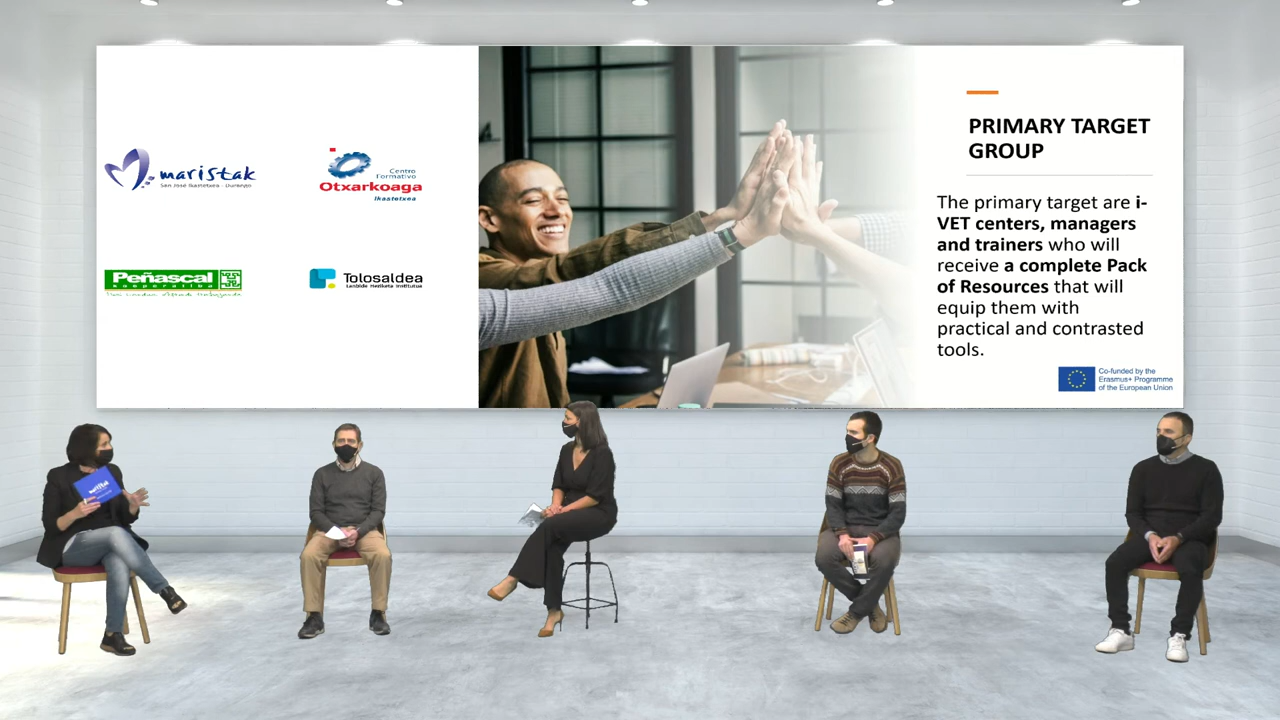 maristak
San José Ikastetxea - Durango
Centro
Formativo
Otxarkoaga
Ikastetxea
Peñascal
kooperatiba
Tolosaldea
Lanbide Heziketa Institutua
PRIMARY TARGET
GROUP
The primary target are i-
VET centers, managers
and trainers who will
receive a complete Pack
of Resources that will
equip them with
practical and contrasted
tools.
Co-funded by the
Erasmus+ Programme
of the European Union